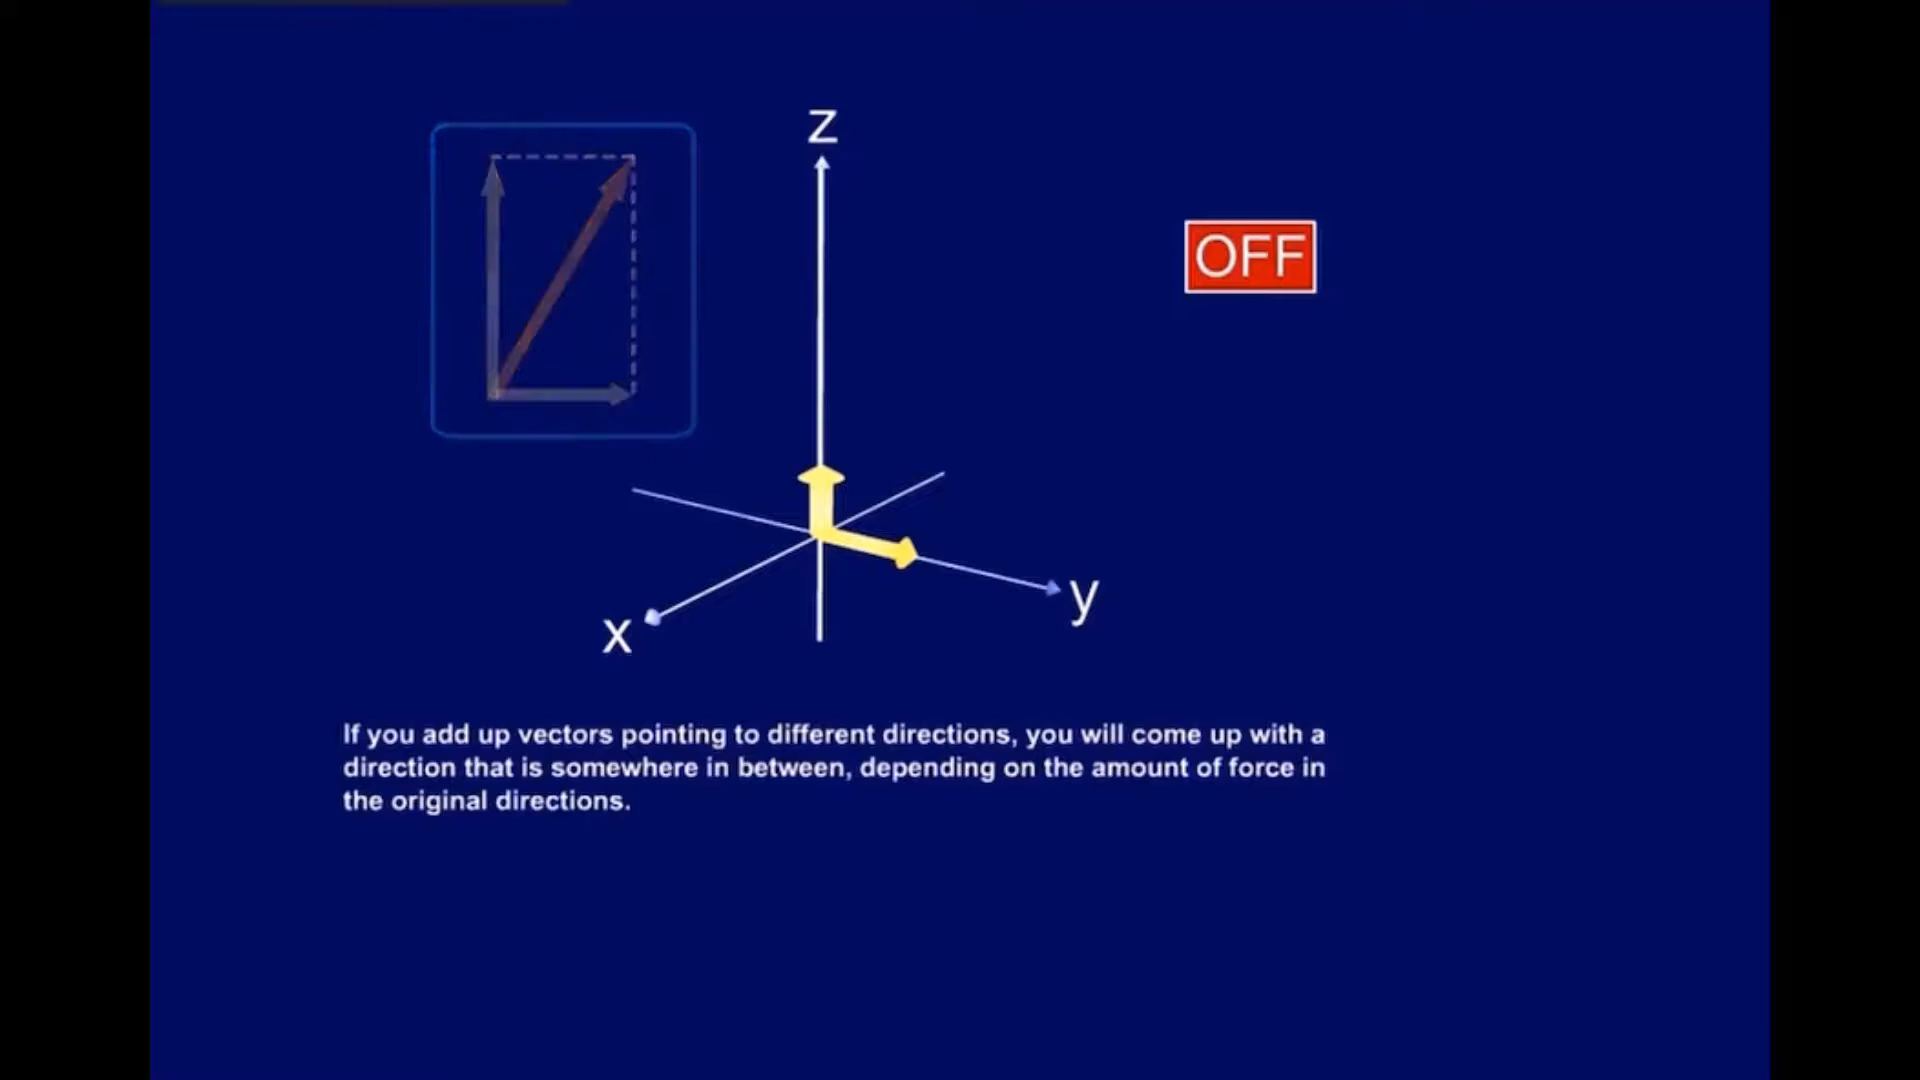 z
OFF
y
x
If you add up vectors pointing to different directions, you will come up with a
direction that is somewhere in between, depending on the amount of force in
the original directions.